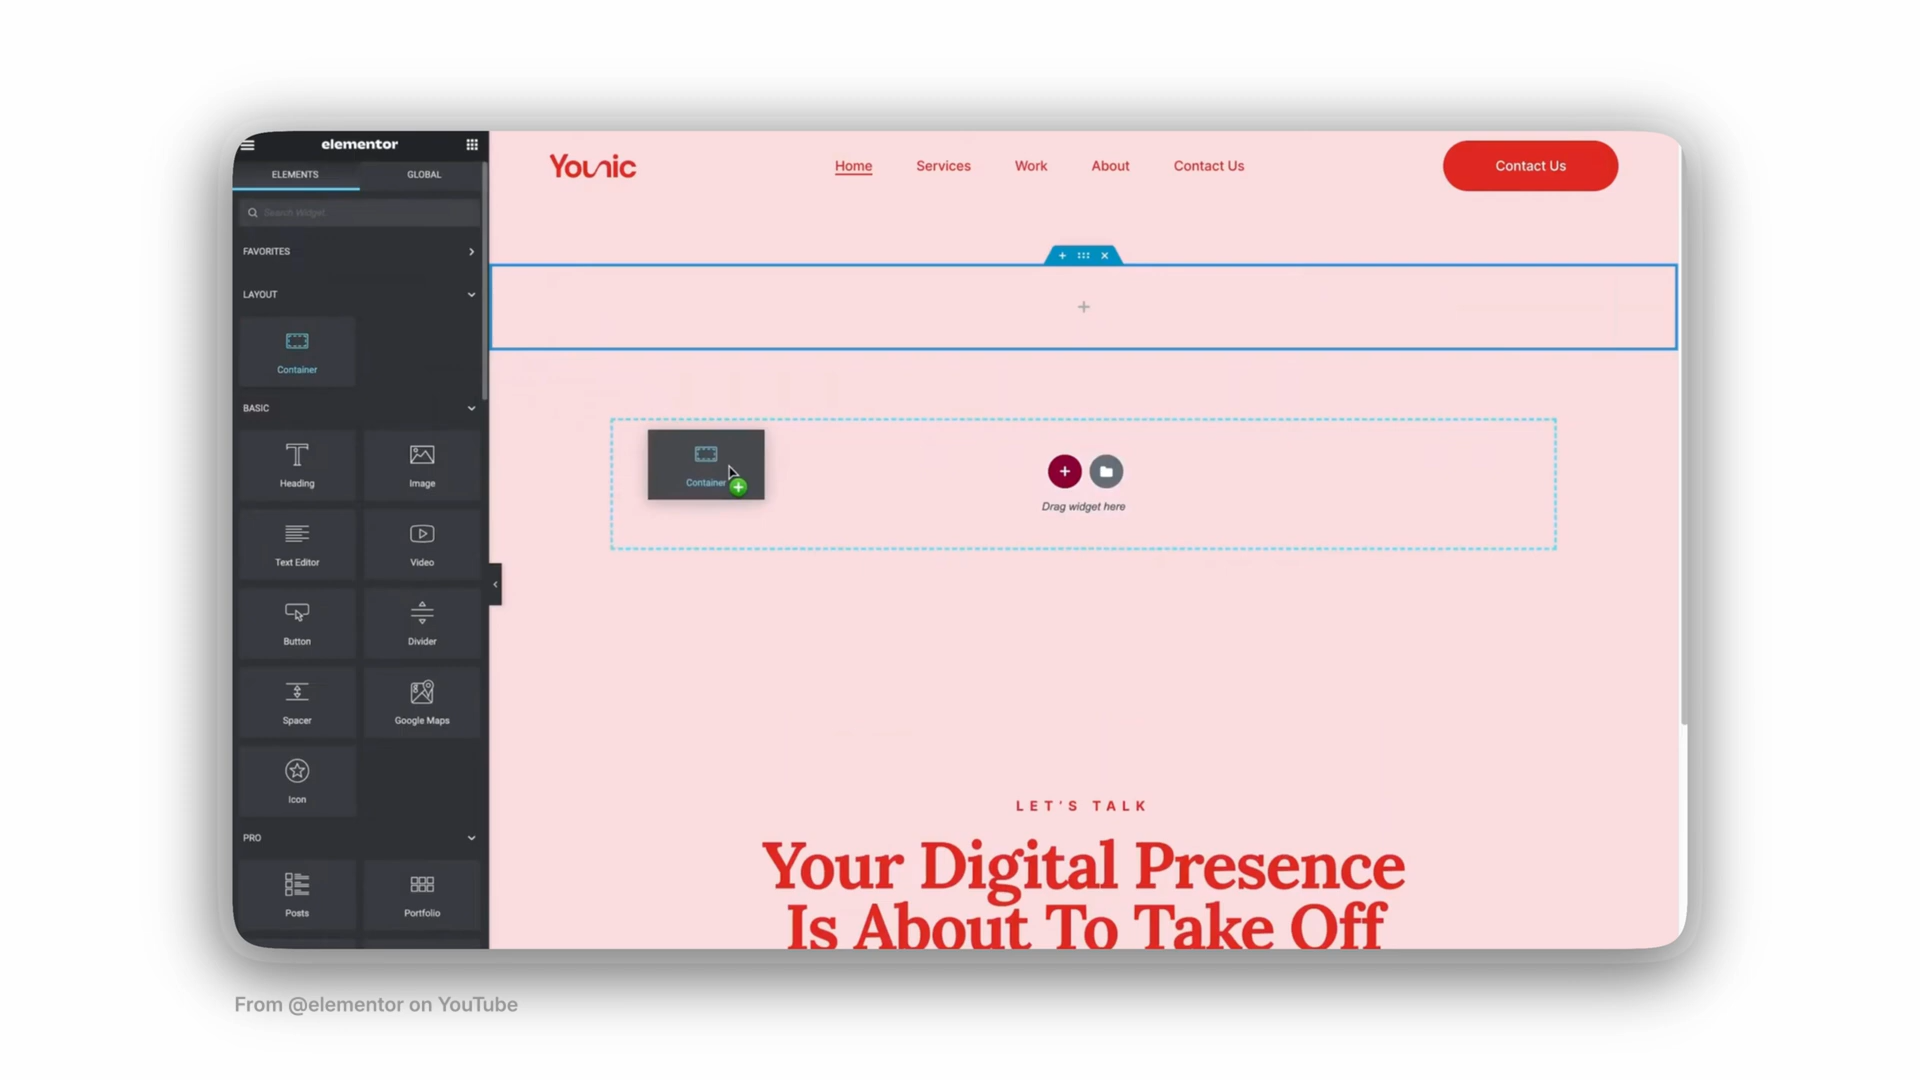 elementor
ELEMENTS
GLOBAL
Search Widget
FAVORITES
LAYOUT
Container
BASIC
Heading
Image
Text Editor
Video
Button
Divider
Spacer
Google Maps
Icon
PRO
Posts
Portfolio
Younic
Home
Services
Work
About
Contact Us
Contact Us
Container
Drag widget here
LET'S TALK
Your Digital Presence
Is About To Take Off
From @elementor on YouTube